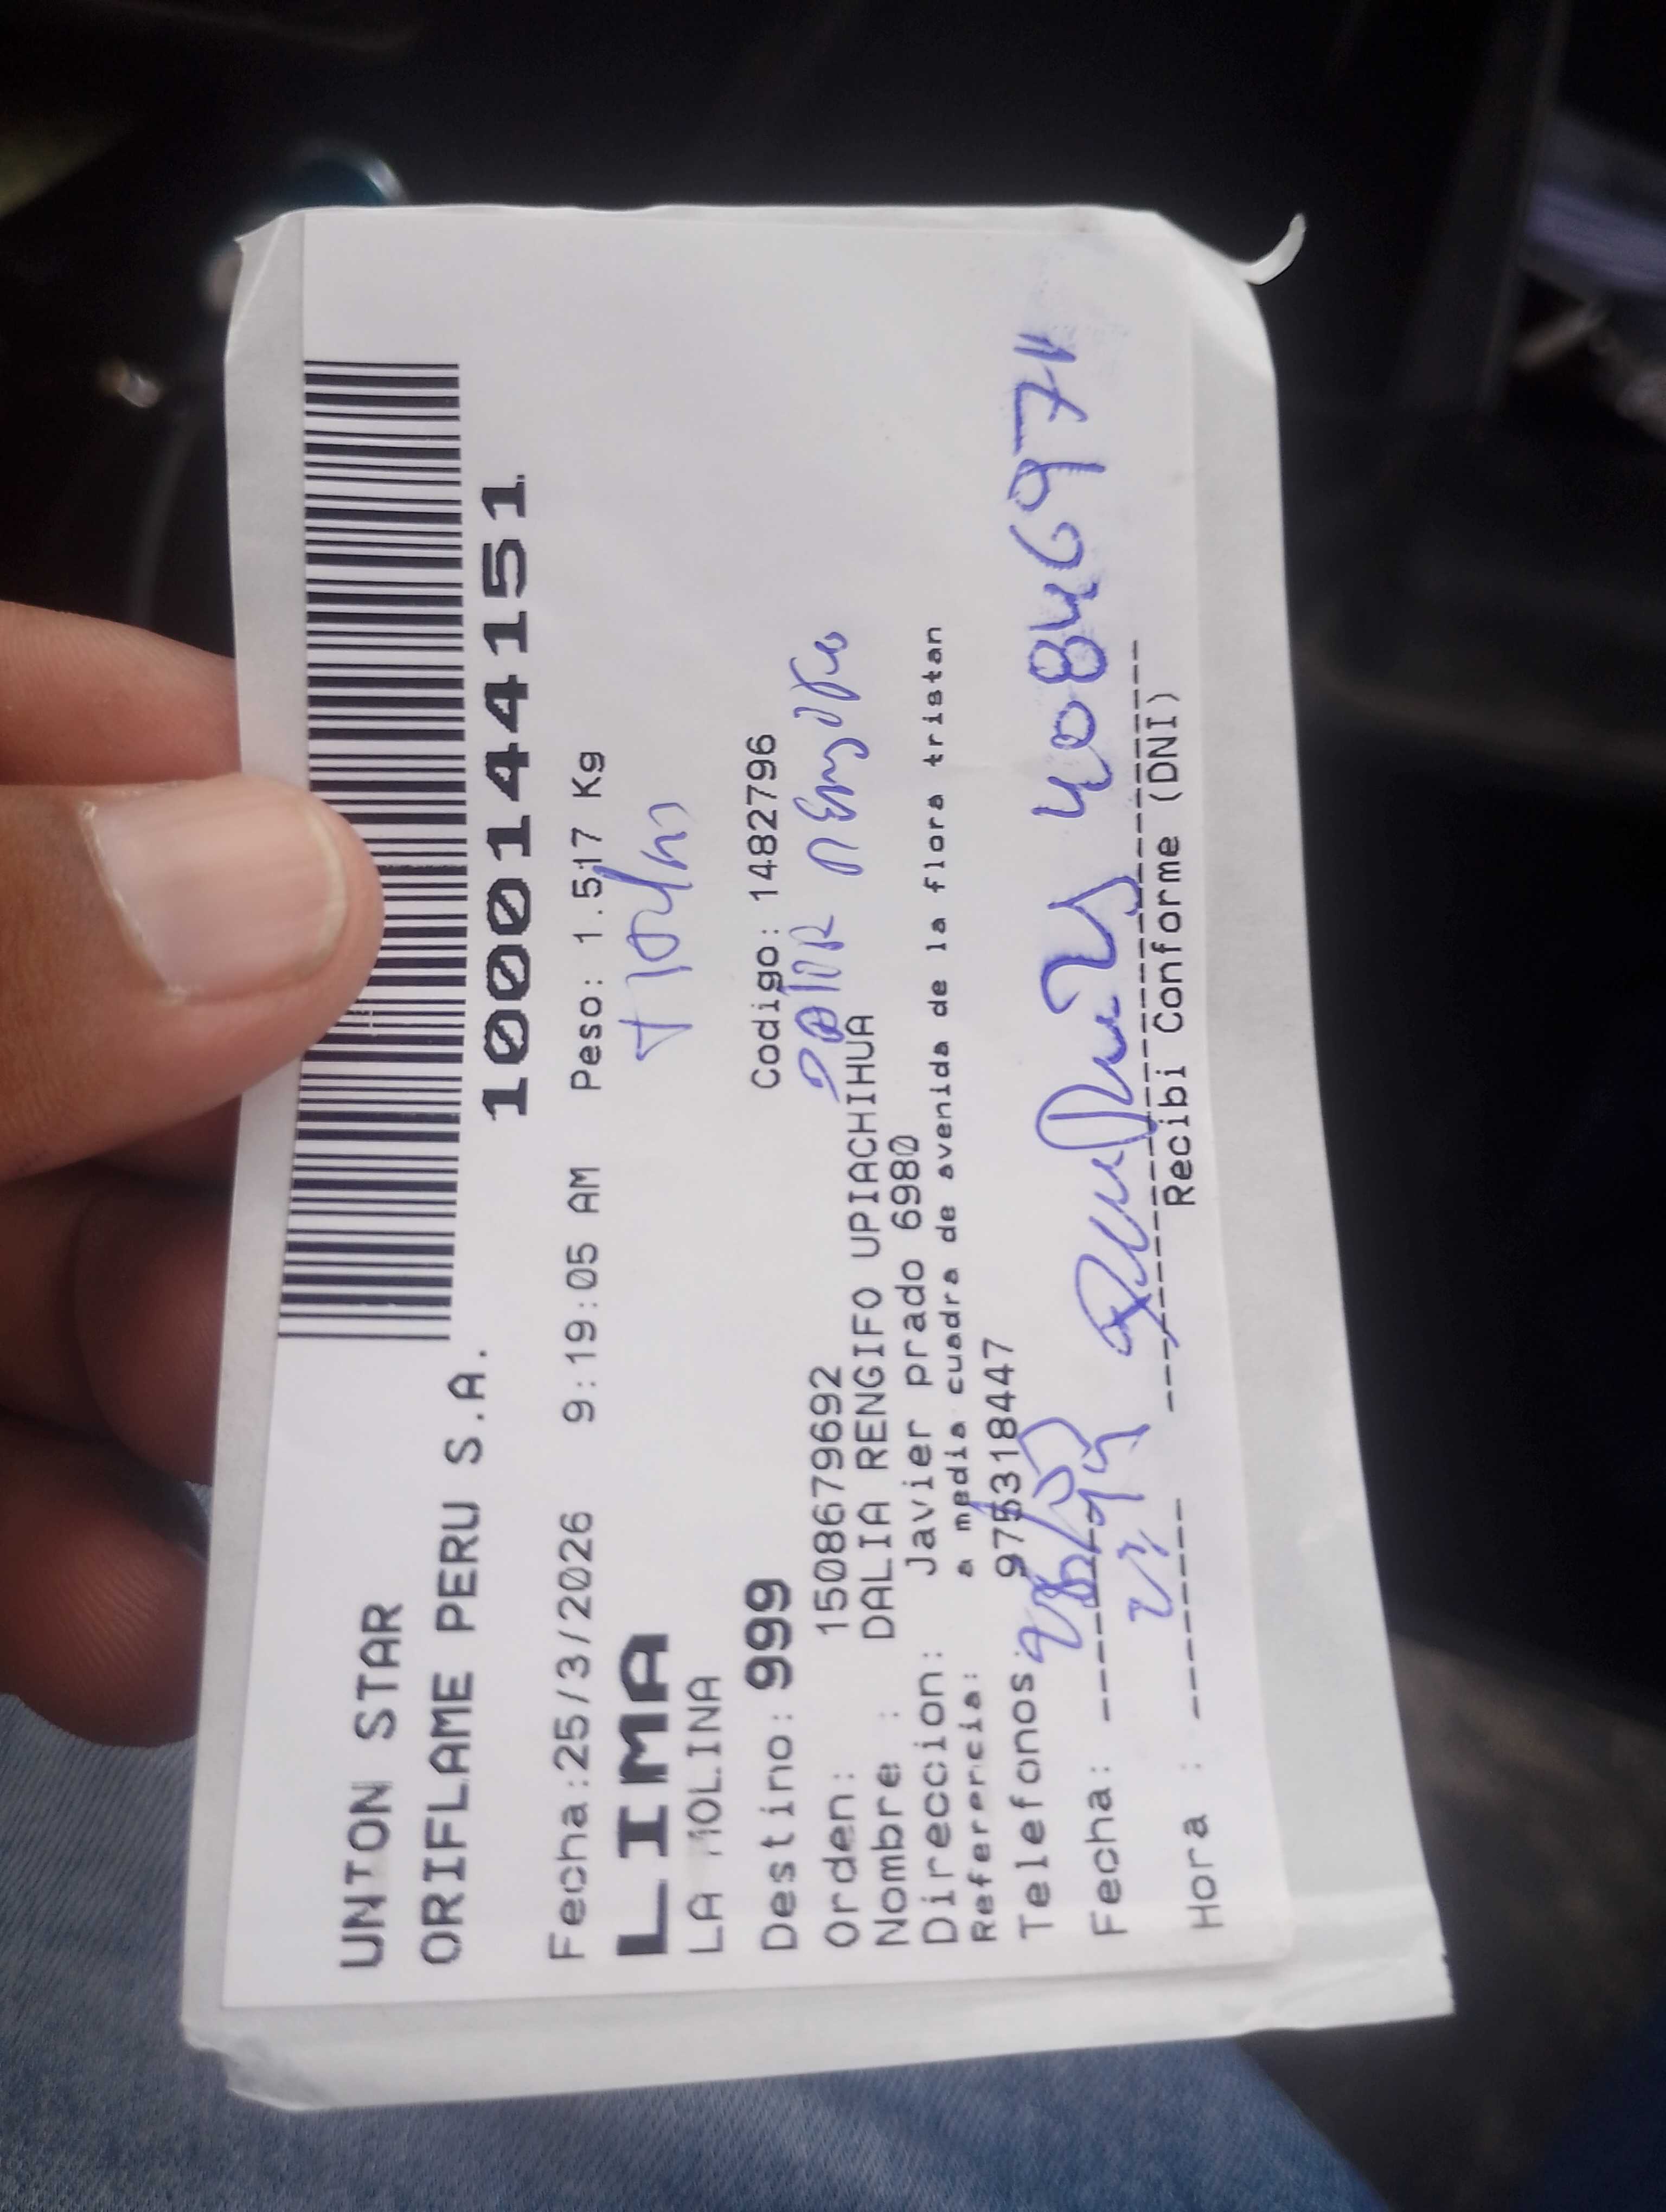 UNION STAR
ORIFLAME PERU S.A.
1000144151
Fecha:25/3/2026 9:19:05 AM Peso: 1.517 Kg
LIMA
LA MOLINA
Destino: 999 Codigo: 1482796
Orden: 1508679692
Nombre : DALIA RENGIFO UPIACHIHUA
Direccion: Javier prado 6980
Referencia: a media cuadra de avenida de la flora tristan
Telefonos: 975318447
40846971
Fecha:
Recibi Conforme (DNI)
Hora :